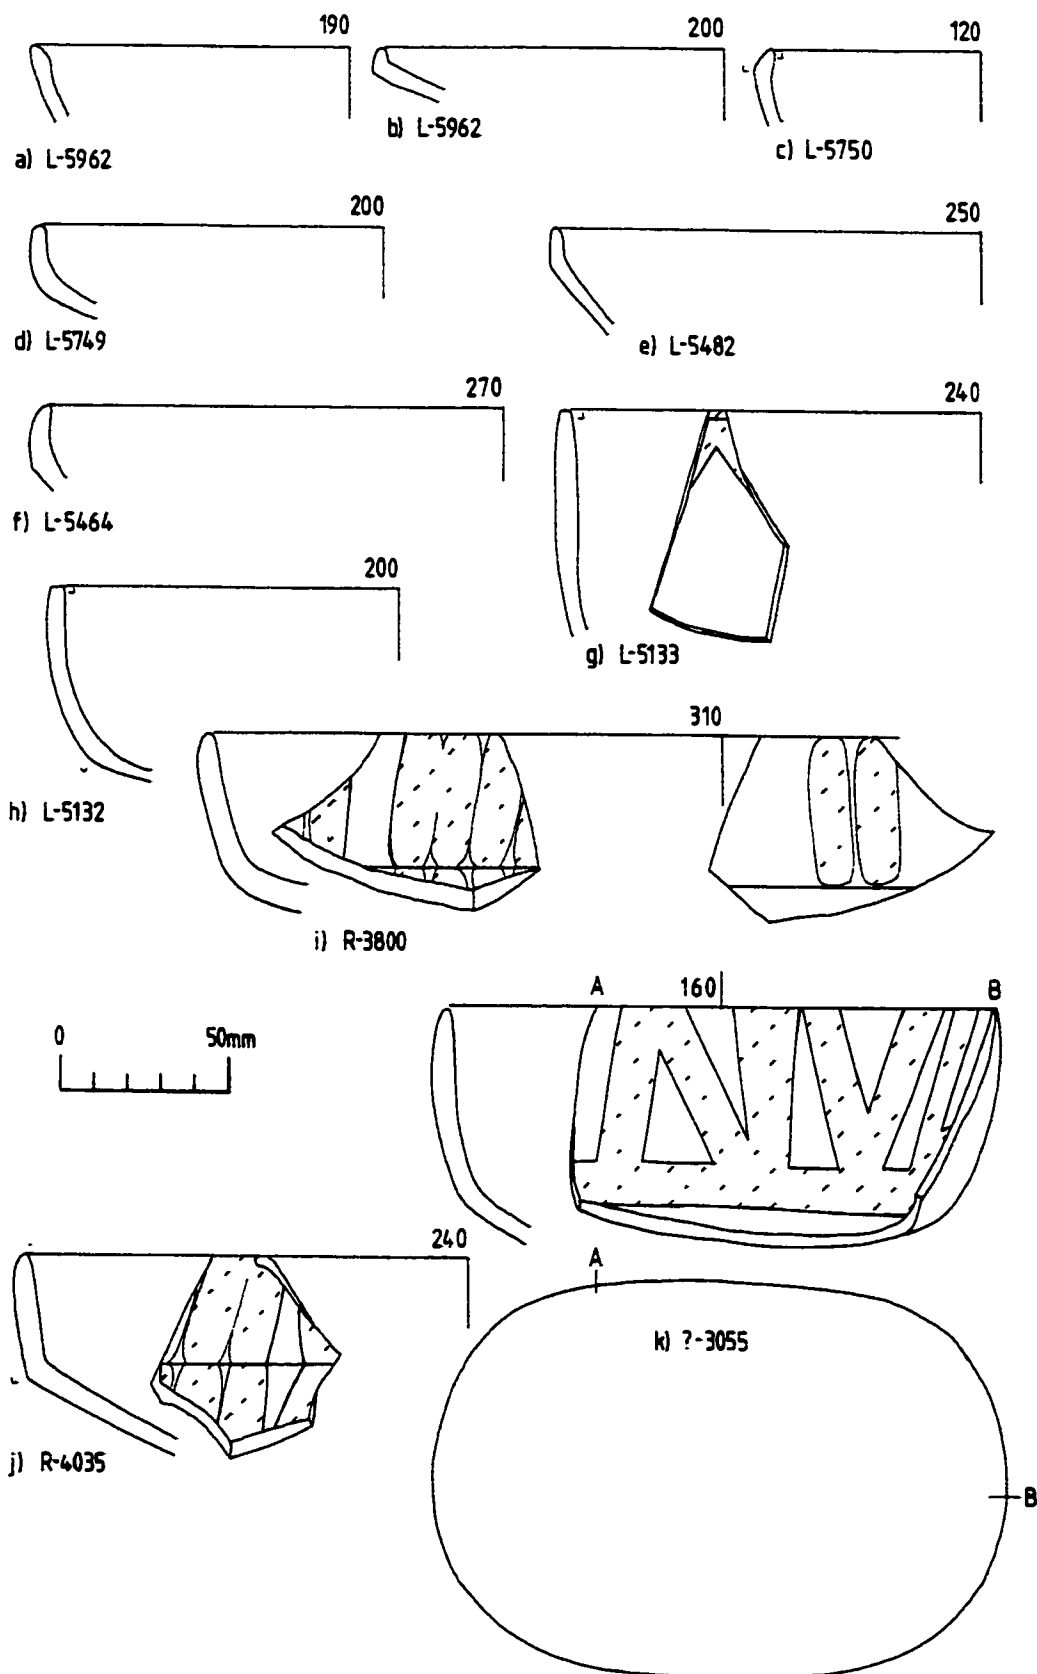 190
200
120
a) L-5962
b) L-5962
c) L-5750
200
250
d) L-5749
e) L-5482
270
240
f) L-5464
g) L-5133
200
h) L-5132
310
i) R-3800
0 50mm
A 160 B
240
j) R-4035
A
k) ?-3055
B